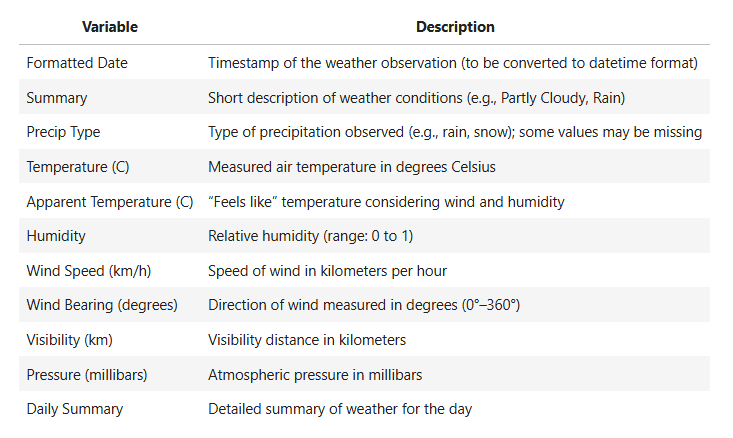 Variable Description
Formatted Date Timestamp of the weather observation (to be converted to datetime format)
Summary Short description of weather conditions (e.g., Partly Cloudy, Rain)
Precip Type Type of precipitation observed (e.g., rain, snow); some values may be missing
Temperature (C) Measured air temperature in degrees Celsius
Apparent Temperature (C) “Feels like” temperature considering wind and humidity
Humidity Relative humidity (range: 0 to 1)
Wind Speed (km/h) Speed of wind in kilometers per hour
Wind Bearing (degrees) Direction of wind measured in degrees (0°–360°)
Visibility (km) Visibility distance in kilometers
Pressure (millibars) Atmospheric pressure in millibars
Daily Summary Detailed summary of weather for the day